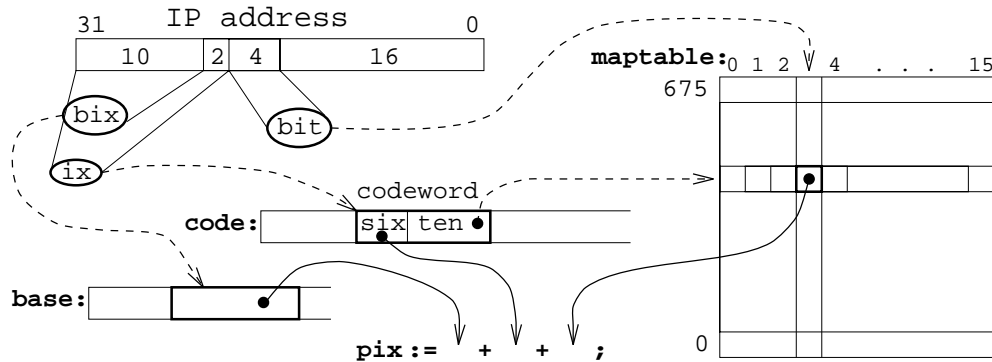 IP address
31 0
10 2 4 16
maptable: 0 1 2 4 . . . 15
675
bix
bit
ix
codeword
code: six ten
base:
0
pix := + + ;